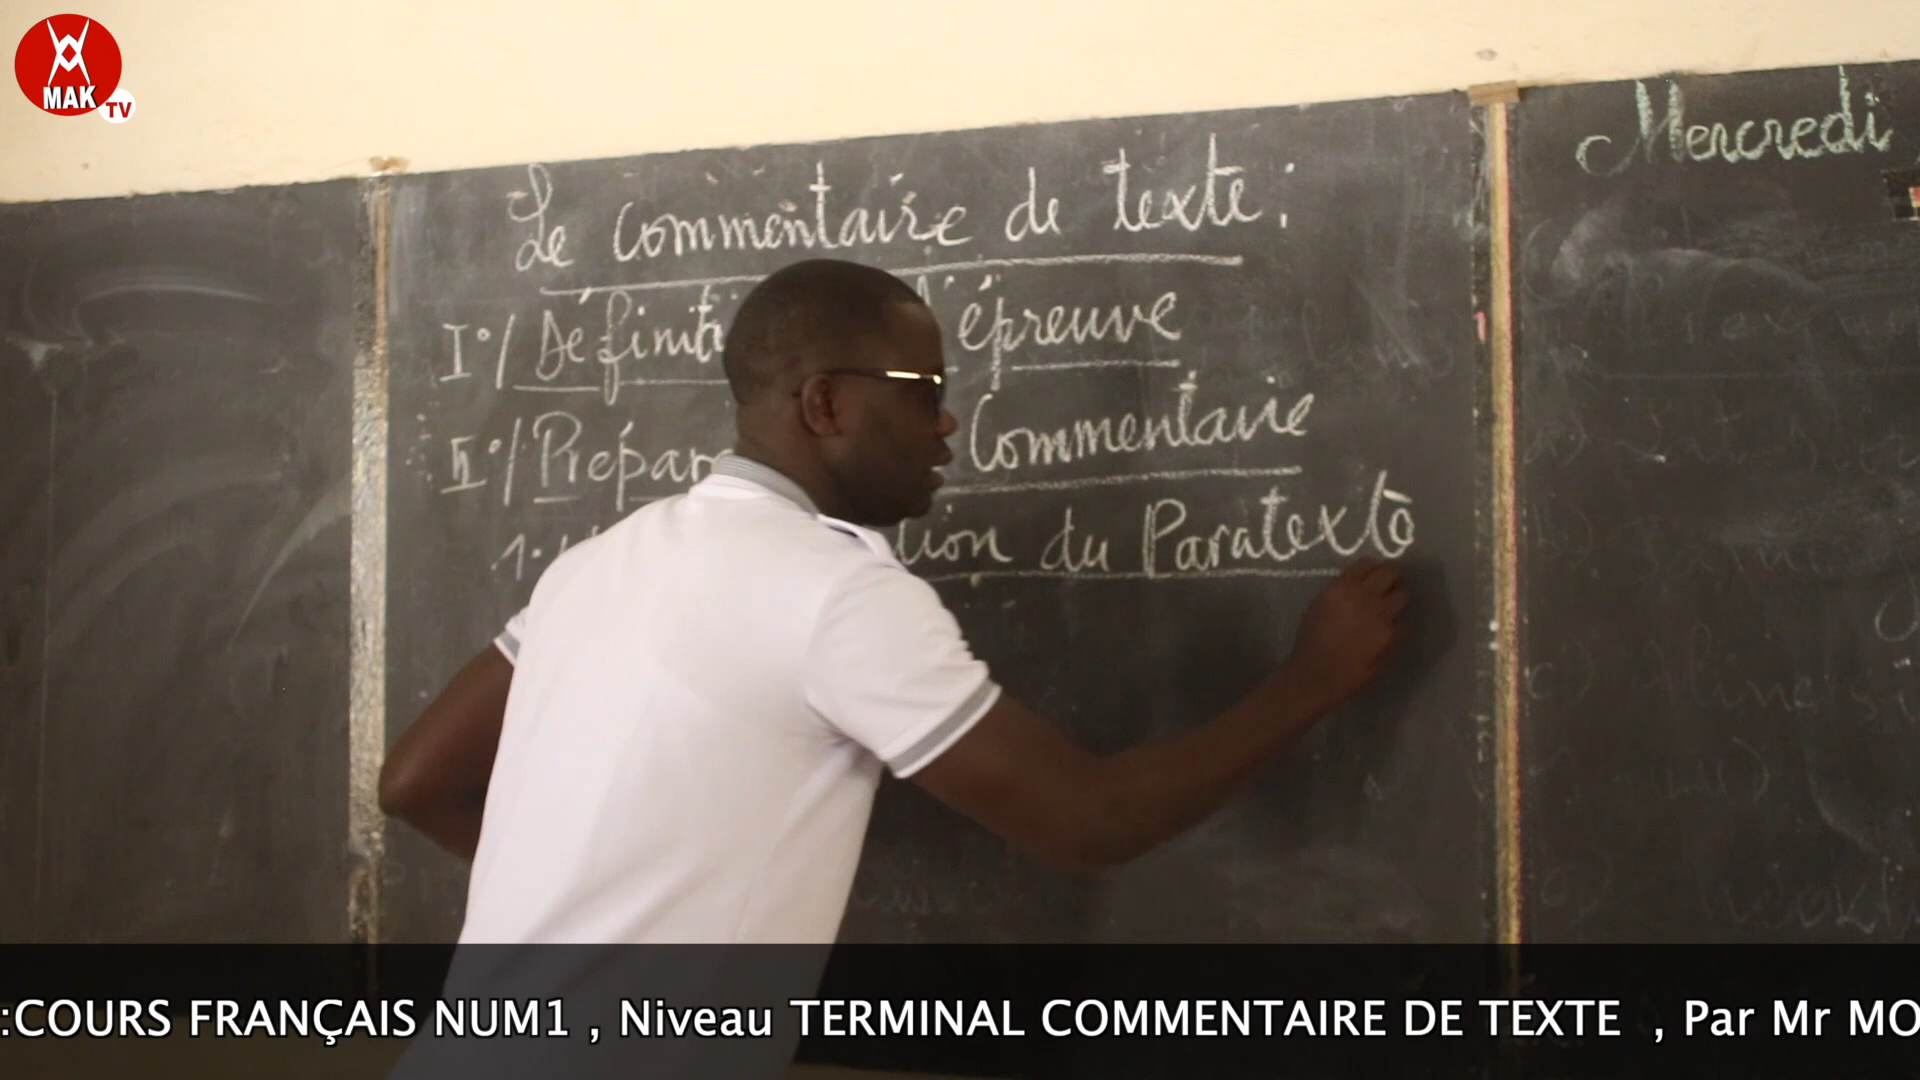 MAK TV
Mercredi
Le Commentaire de texte :
I°/ Définiti épreuve
II°/ Prépar Commentaire
1. tion du Paratexte
:COURS FRANÇAIS NUM1 , Niveau TERMINAL COMMENTAIRE DE TEXTE , Par Mr MO